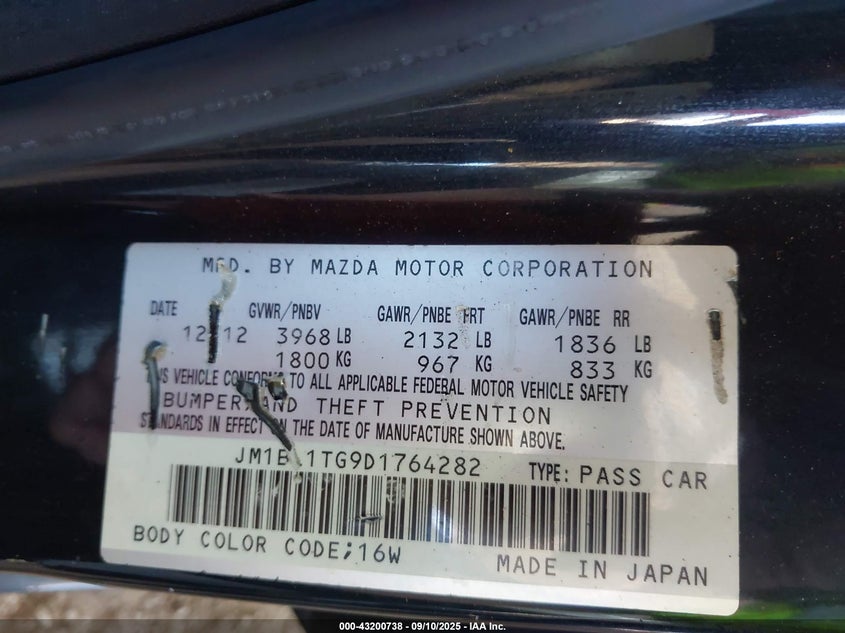 MFD. BY MAZDA MOTOR CORPORATION
DATE GVWR/PNBV GAWR/PNBE FRT GAWR/PNBE RR
12/12 3968 LB 2132 LB 1836 LB
1800 KG 967 KG 833 KG
VEHICLE CONFORMS TO ALL APPLICABLE FEDERAL MOTOR VEHICLE SAFETY
BUMPER AND THEFT PREVENTION
STANDARDS IN EFFECT ON THE DATE OF MANUFACTURE SHOWN ABOVE.
TYPE: PASS CAR
BODY COLOR CODE;16W
MADE IN JAPAN
000-43200738 - 09/10/2025 - IAA Inc.